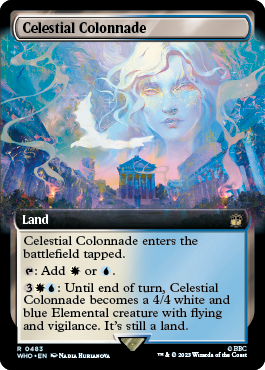 Celestial Colonnade
Land
Celestial Colonnade enters the
battlefield tapped.
: Add or .
3 : Until end of turn, Celestial
Colonnade becomes a 4/4 white and
blue Elemental creature with flying
and vigilance. It's still a land.
R 0483
WHO • EN Nadia Hurianova
© BBC
™ & © 2023 Wizards of the Coast